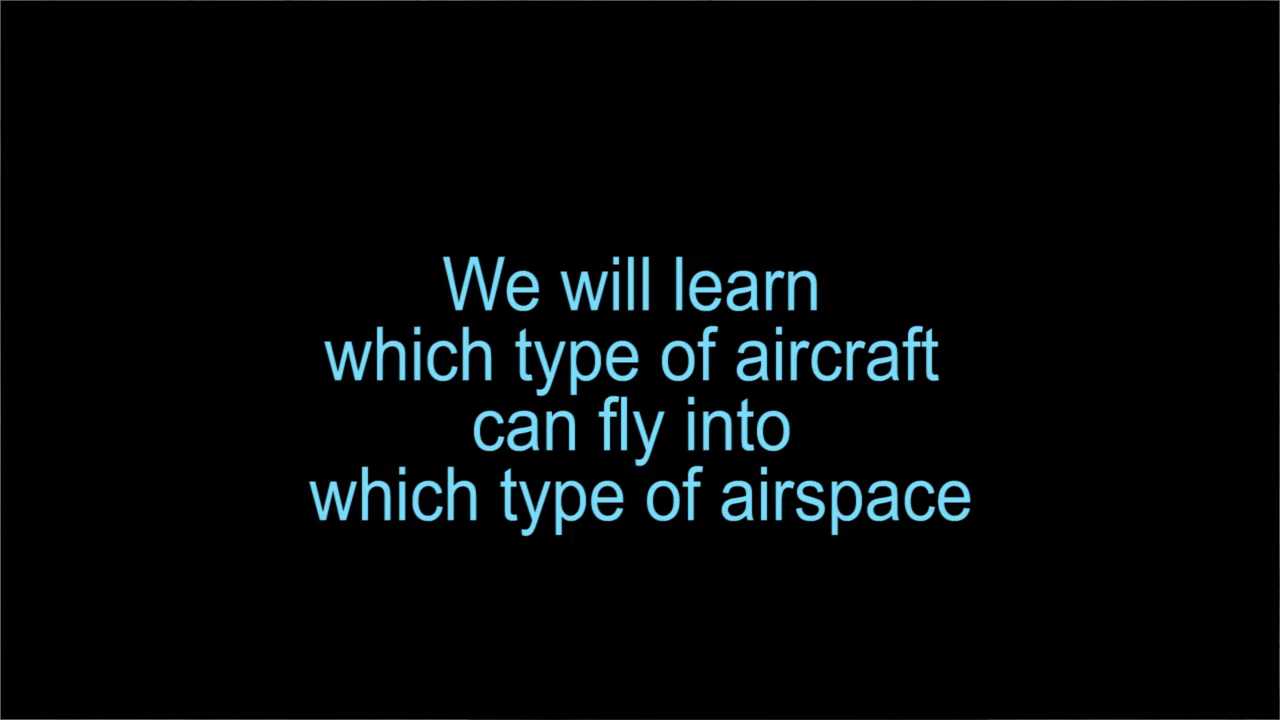 We will learn
which type of aircraft
can fly into
which type of airspace